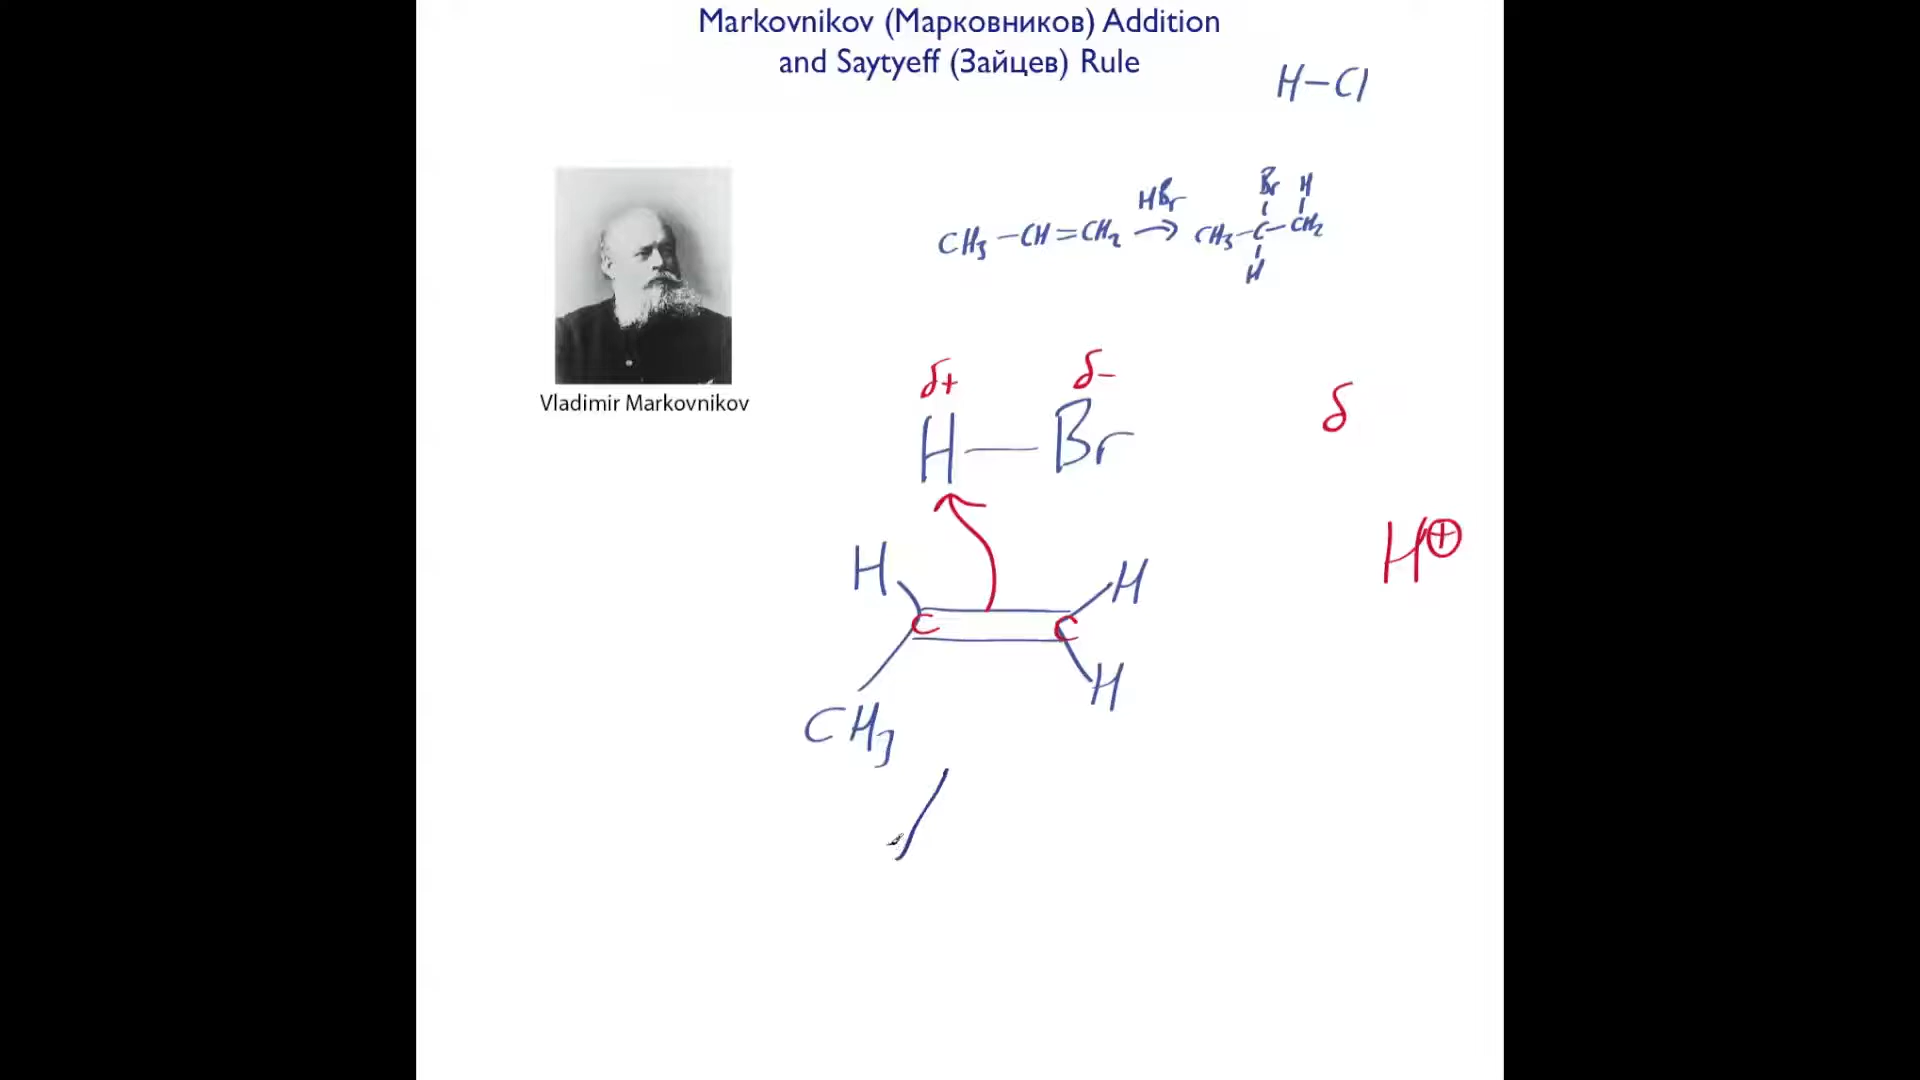 Markovnikov (Марковников) Addition
and Saytyeff (Зайцев) Rule
H-Cl
Br H
HBr
CH3-CH=CH2 → CH3-C-CH2
H
Vladimir Markovnikov
δ+ δ-
δ
H-Br
H⊕
H H
C C
H
CH3